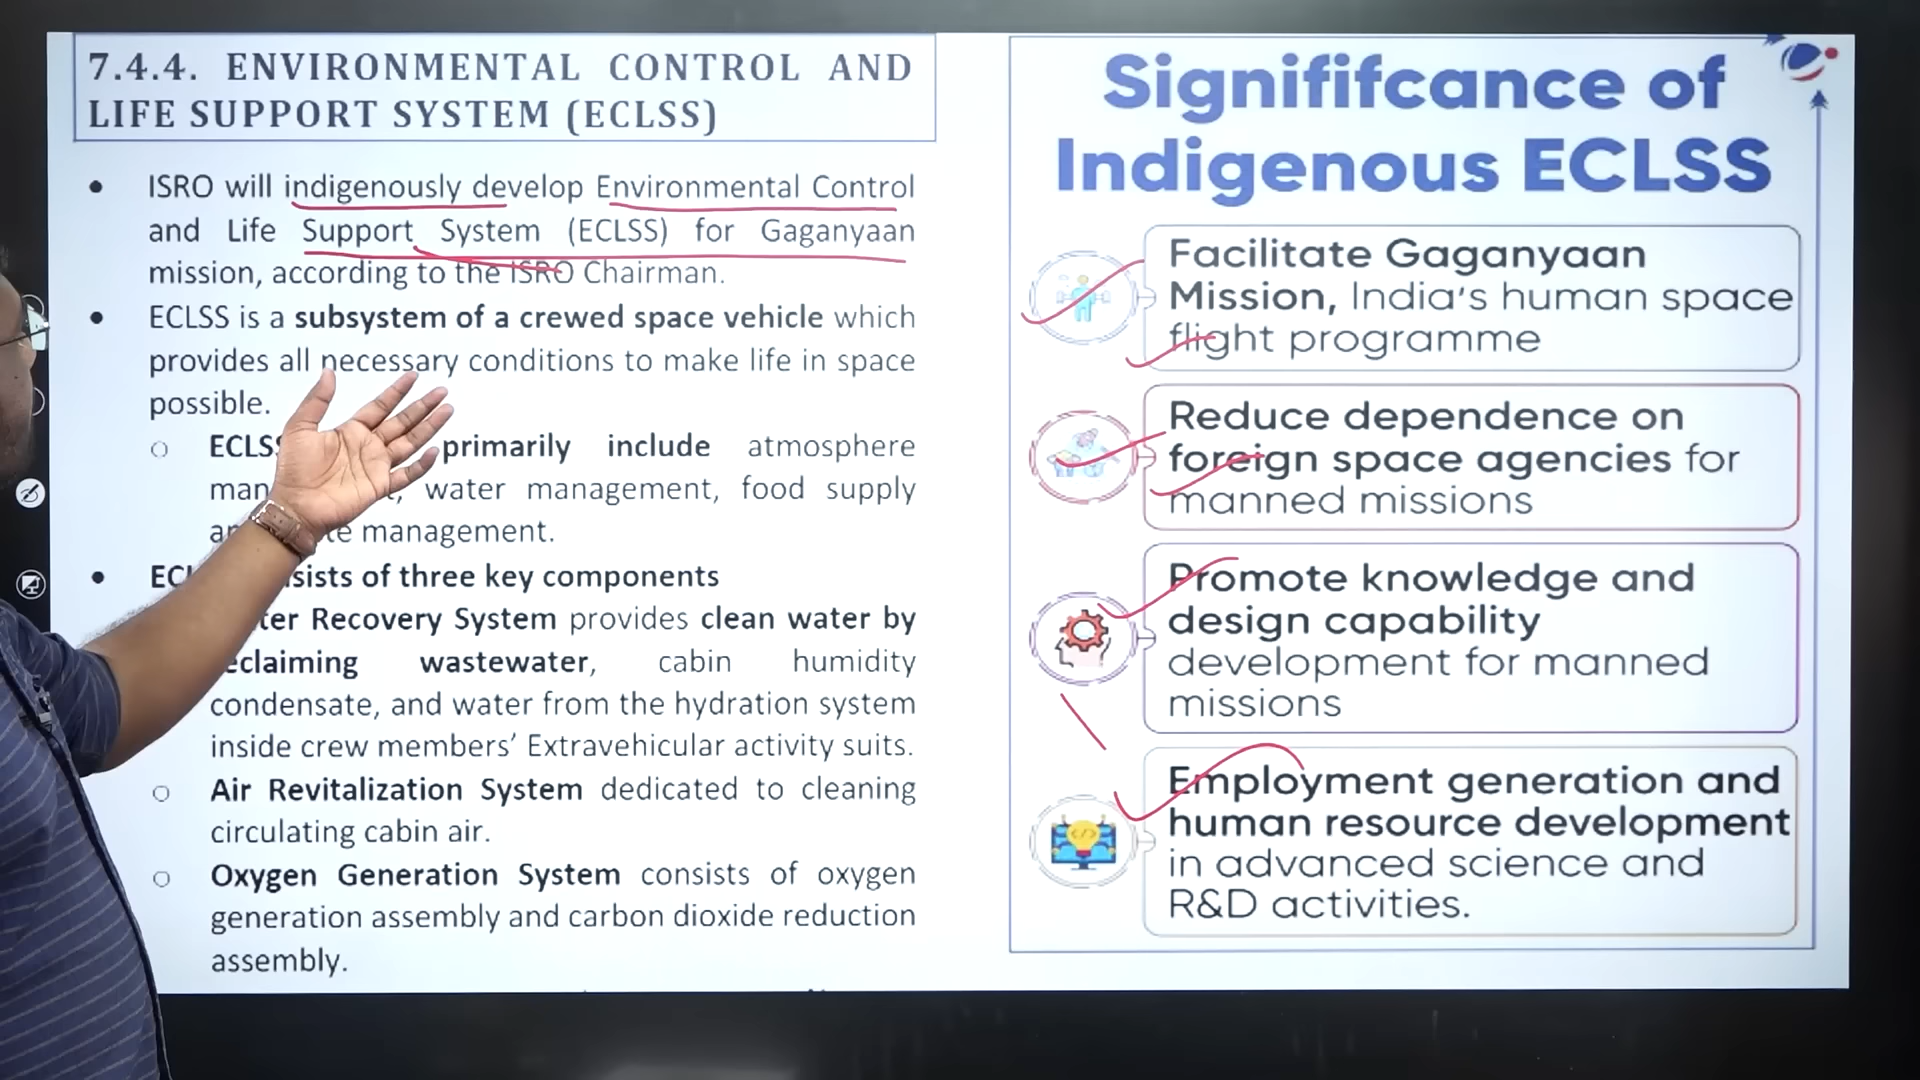 7.4.4. ENVIRONMENTAL CONTROL AND
LIFE SUPPORT SYSTEM (ECLSS)
• ISRO will indigenously develop Environmental Control
and Life Support System (ECLSS) for Gaganyaan
mission, according to the ISRO Chairman.
• ECLSS is a subsystem of a crewed space vehicle which
provides all necessary conditions to make life in space
possible.
○ ECLSS primarily include atmosphere
water management, food supply
management.
• three key components
Recovery System provides clean water by
wastewater, cabin humidity
condensate, and water from the hydration system
inside crew members’ Extravehicular activity suits.
○ Air Revitalization System dedicated to cleaning
circulating cabin air.
○ Oxygen Generation System consists of oxygen
generation assembly and carbon dioxide reduction
assembly.
Signififcance of
Indigenous ECLSS
Facilitate Gaganyaan
Mission, India's human space
flight programme
Reduce dependence on
foreign space agencies for
manned missions
Promote knowledge and
design capability
development for manned
missions
Employment generation and
human resource development
in advanced science and
R&D activities.